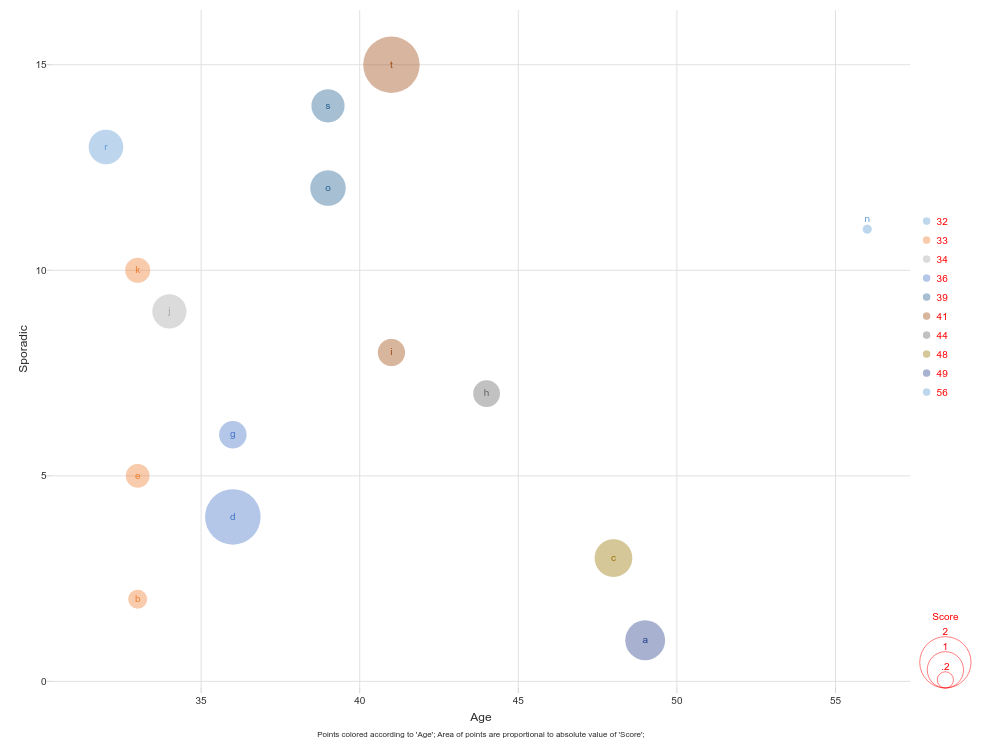 t
15
s
r
o
n
32
33
k
10
34
36
j
39
41
Sporadic
i
44
48
h
49
56
g
e
5
d
c
b
Score
2
a
1
.2
0
35
40
45
50
55
Age
Points colored according to 'Age'; Area of points are proportional to absolute value of 'Score';